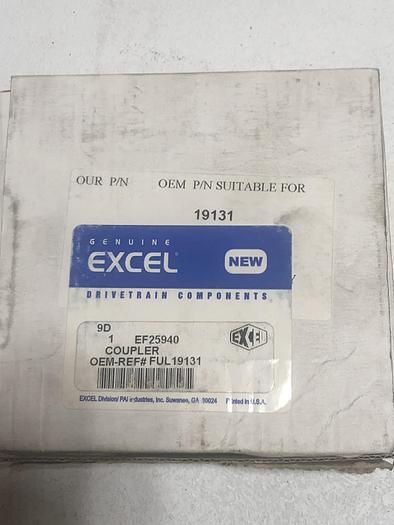 OUR P/N OEM P/N SUITABLE FOR
19131
GENUINE
EXCEL
NEW
DRIVETRAIN COMPONENTS
9D
1 EF25940
COUPLER
OEM-REF# FUL19131
EXCEL
EXCEL Division/ PAI Industries, Inc. Suwanee, GA 30024 Printed in U.S.A.